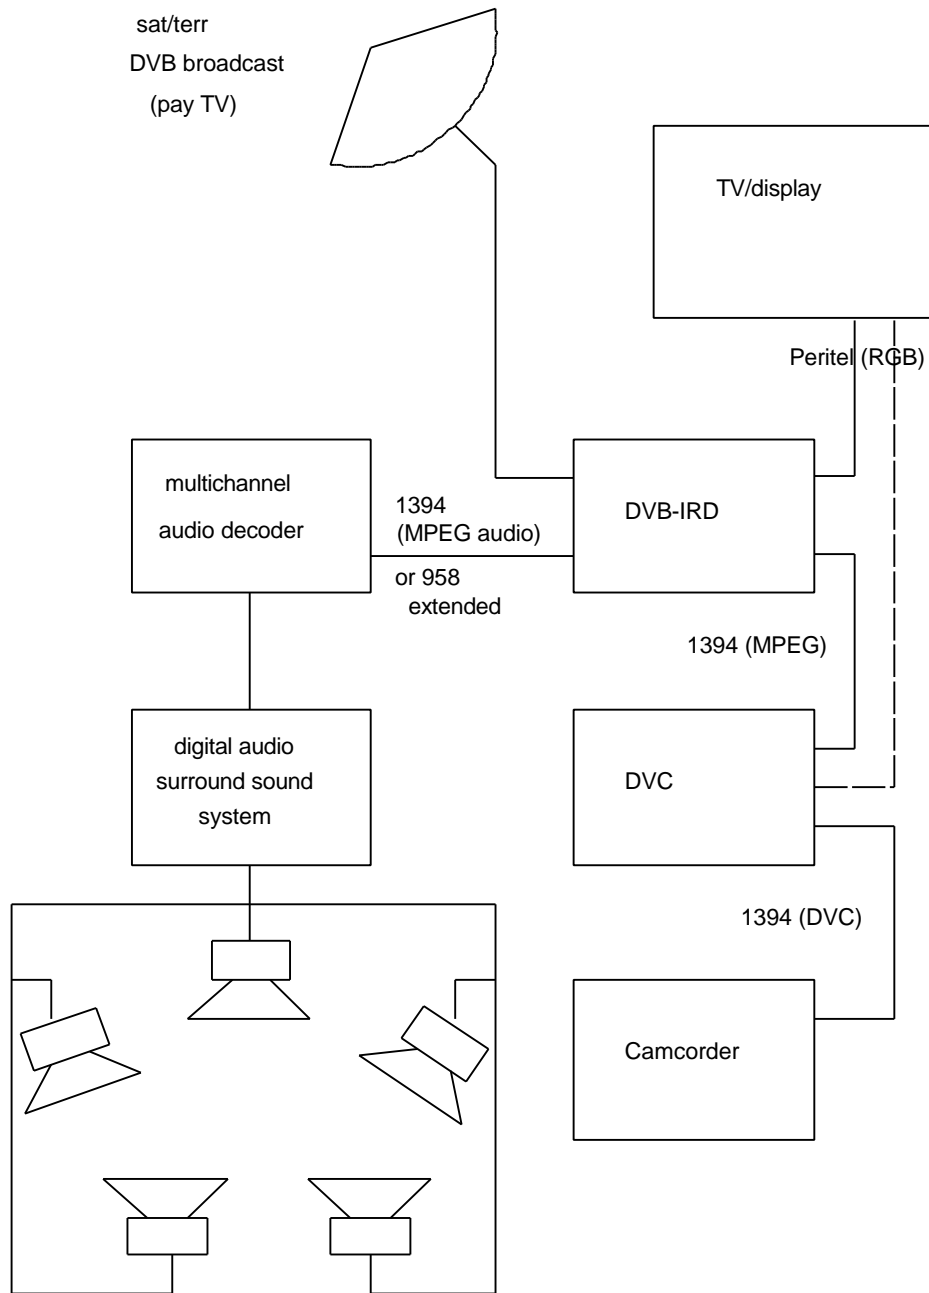 sat/terr
DVB broadcast
(pay TV)
TV/display
Peritel (RGB)
multichannel
audio decoder
1394
(MPEG audio)
or 958
extended
DVB-IRD
1394 (MPEG)
digital audio
surround sound
system
DVC
1394 (DVC)
Camcorder